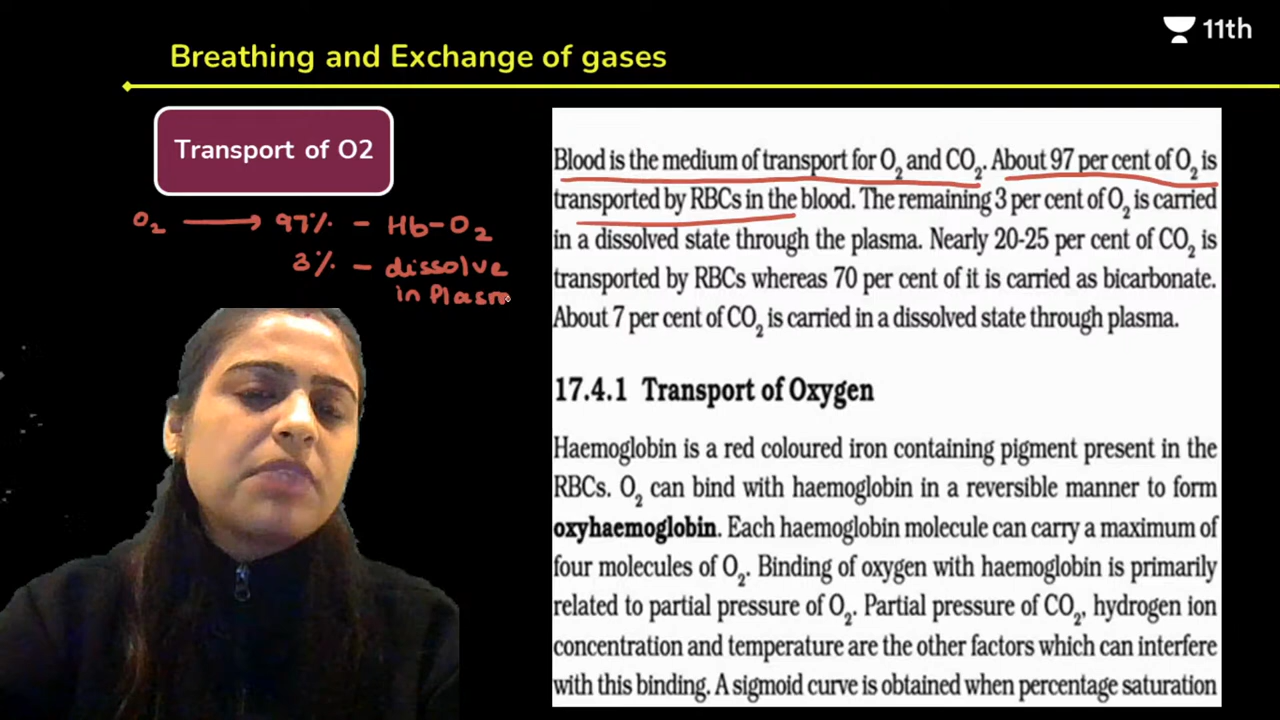 11th
Breathing and Exchange of gases
Transport of O2
O2 → 97% - Hb-O2
3% - dissolve
in Plasm
Blood is the medium of transport for O2 and CO2. About 97 per cent of O2 is
transported by RBCs in the blood. The remaining 3 per cent of O2 is carried
in a dissolved state through the plasma. Nearly 20-25 per cent of CO2 is
transported by RBCs whereas 70 per cent of it is carried as bicarbonate.
About 7 per cent of CO2 is carried in a dissolved state through plasma.
17.4.1 Transport of Oxygen
Haemoglobin is a red coloured iron containing pigment present in the
RBCs. O2 can bind with haemoglobin in a reversible manner to form
oxyhaemoglobin. Each haemoglobin molecule can carry a maximum of
four molecules of O2. Binding of oxygen with haemoglobin is primarily
related to partial pressure of O2. Partial pressure of CO2, hydrogen ion
concentration and temperature are the other factors which can interfere
with this binding. A sigmoid curve is obtained when percentage saturation